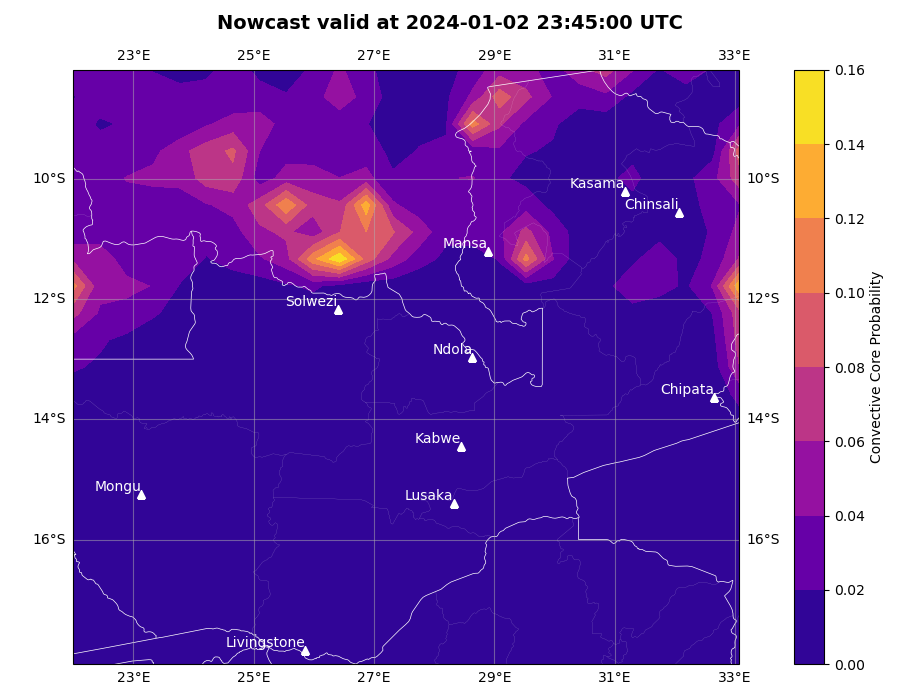 Nowcast valid at 2024-01-02 23:45:00 UTC
23°E 25°E 27°E 29°E 31°E 33°E
0.16
0.14
0.12
0.10
0.08
0.06
0.04
0.02
0.00
Convective Core Probability
10°S 10°S
12°S 12°S
14°S 14°S
16°S 16°S
Kasama
Chinsali
Mansa
Solwezi
Ndola
Chipata
Kabwe
Mongu
Lusaka
Livingstone
23°E 25°E 27°E 29°E 31°E 33°E